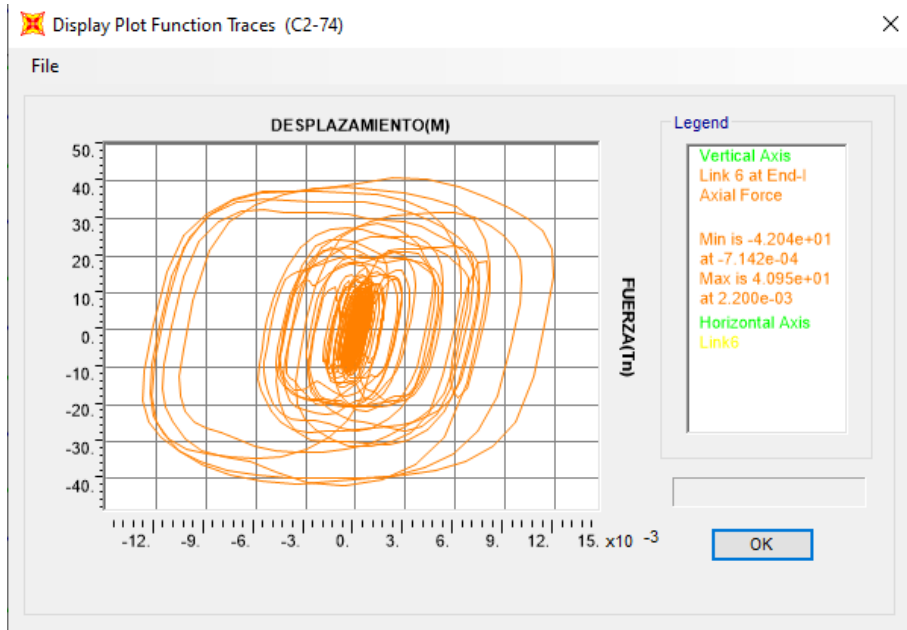 Display Plot Function Traces (C2-74)
File
DESPLAZAMIENTO(M)
50.
40.
30.
20.
10.
0.
-10.
-20.
-30.
-40.
-12. -9. -6. -3. 0. 3. 6. 9. 12. 15. x10 -3
FUERZA(Tn)
Legend
Vertical Axis
Link 6 at End-I
Axial Force
Min is -4.204e+01
at -7.142e-04
Max is 4.095e+01
at 2.200e-03
Horizontal Axis
Link6
OK